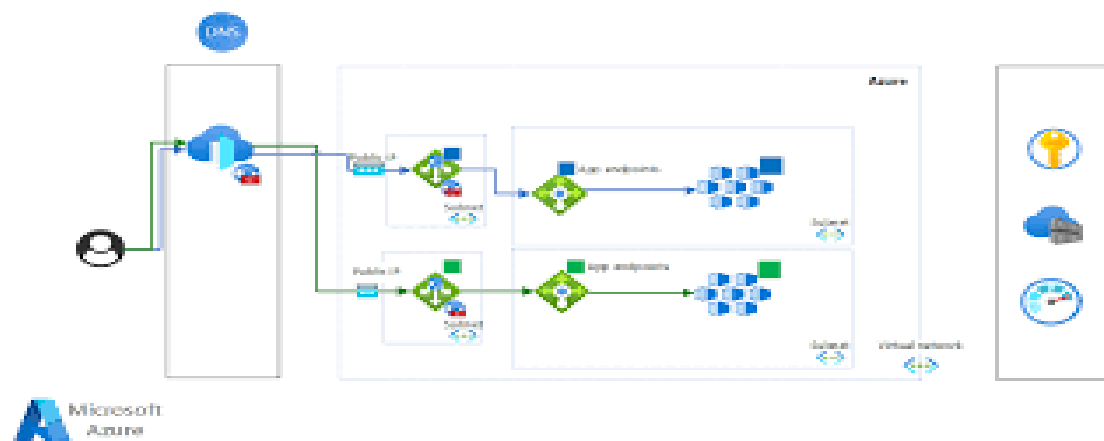 DNS
Azure
Public IP
App endpoints
Subnet
Subnet
Public IP
App endpoints
Subnet
Subnet
Virtual network
Microsoft
Azure